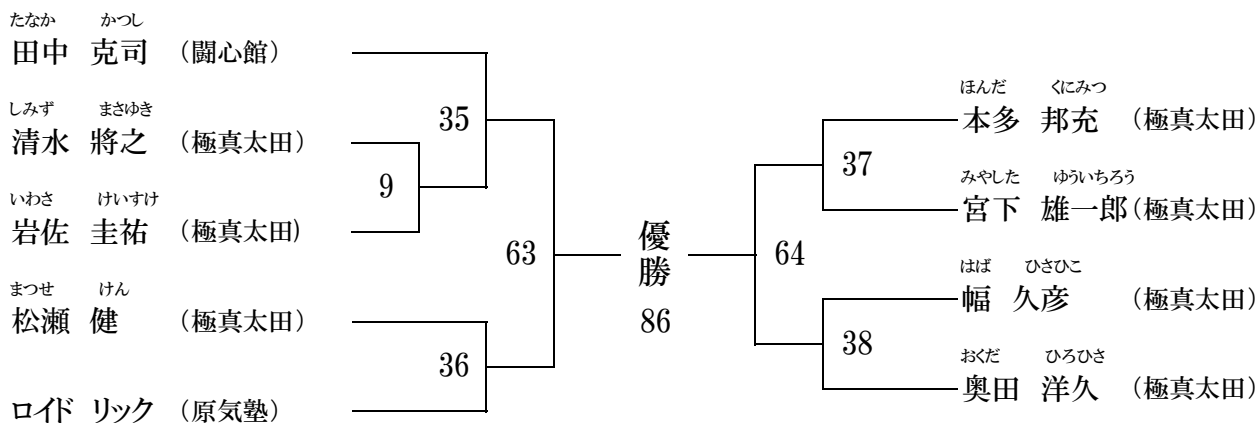 たなか かつし
田中 克司 (闘心館)
しみず まさゆき
清水 將之 (極真太田)
いわさ けいすけ
岩佐 圭祐 (極真太田)
まつせ けん
松瀬 健 (極真太田)
ロイド リック (原気塾)
35
9
63
36
優勝
86
64
37
38
ほんだ くにみつ
本多 邦充 (極真太田)
みやした ゆういちろう
宮下 雄一郎(極真太田)
はば ひさひこ
幅 久彦 (極真太田)
おくだ ひろひさ
奥田 洋久 (極真太田)